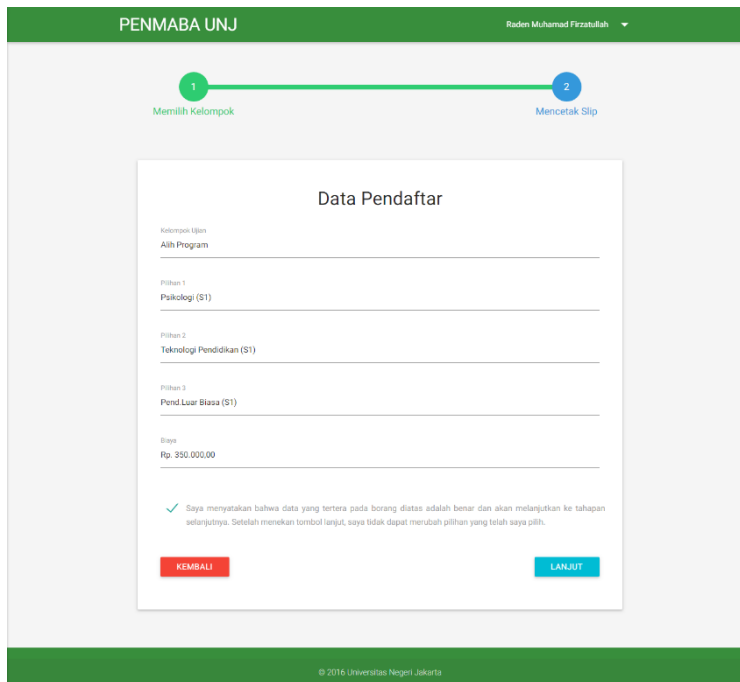 PENMABA UNJ
Raden Muhamad Firzatullah
1
2
Memilih Kelompok
Mencetak Slip
Data Pendaftar
Kelompok Ujian
Alih Program
Pilihan 1
Psikologi (S1)
Pilihan 2
Teknologi Pendidikan (S1)
Pilihan 3
Pend.Luar Biasa (S1)
Biaya
Rp. 350.000,00
Saya menyatakan bahwa data yang tertera pada borang diatas adalah benar dan akan melanjutkan ke tahapan
selanjutnya. Setelah menekan tombol lanjut, saya tidak dapat merubah pilihan yang telah saya pilih.
KEMBALI
LANJUT
© 2016 Universitas Negeri Jakarta